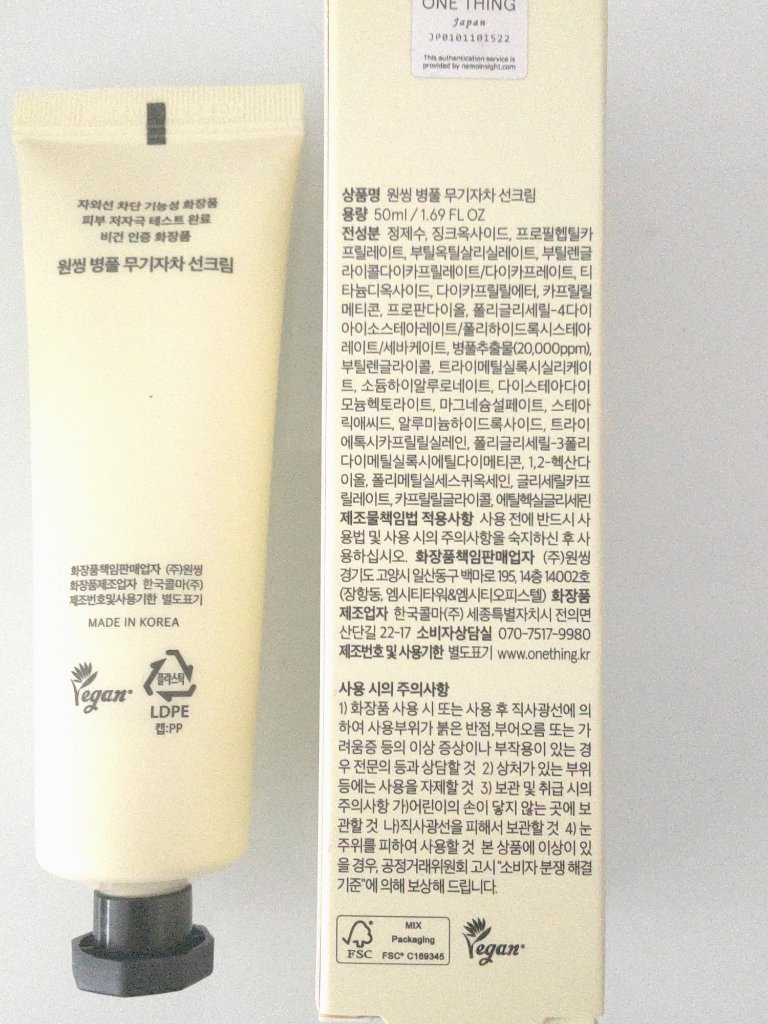 자외선 차단 기능성 화장품
피부 저자극 테스트 완료
비건 인증 화장품
원씽 병풀 무기자차 선크림
화장품책임판매업자 (주)원씽
화장품제조업자 한국콜마(주)
제조번호및사용기한 별도표기
MADE IN KOREA
Vegan
플라스틱
LDPE
캡:PP
ONE THING
Japan
JP0101101522
This authentication service is
provided by nemoinsight.com
상품명 원씽 병풀 무기자차 선크림
용량 50ml / 1.69 FL OZ
전성분 정제수, 징크옥사이드, 프로필헵틸카
프릴레이트, 부틸옥틸살리실레이트, 부틸렌글
라이콜다이카프릴레이트/다이카프레이트, 티
타늄디옥사이드, 다이카프릴릴에터, 카프릴릴
메티콘, 프로판다이올, 폴리글리세릴-4다이
아이소스테아레이트/폴리하이드록시스테아
레이트/세바케이트, 병풀추출물(20,000ppm),
부틸렌글라이콜, 트라이메틸실록시실리케이
트, 소듐하이알루로네이트, 다이스테아다이
모늄헥토라이트, 마그네슘설페이트, 스테아
릭애씨드, 알루미늄하이드록사이드, 트라이
에톡시카프릴릴실레인, 폴리글리세릴-3폴리
다이메틸실록시에틸다이메티콘, 1,2-헥산다
이올, 폴리메틸실세스퀴옥세인, 글리세릴카프
릴레이트, 카프릴릴글라이콜, 에틸헥실글리세린
제조물책임법 적용사항 사용 전에 반드시 사
용법 및 사용 시의 주의사항을 숙지하신 후 사
용하십시오. 화장품책임판매업자 (주)원씽
경기도 고양시 일산동구 백마로 195, 14층 14002호
(장항동, 엠시티타워&엠시티오피스텔) 화장품
제조업자 한국콜마(주) 세종특별자치시 전의면
산단길 22-17 소비자상담실 070-7517-9980
제조번호 및 사용기한 별도표기 www.onething.kr
사용 시의 주의사항
1) 화장품 사용 시 또는 사용 후 직사광선에 의
하여 사용부위가 붉은 반점,부어오름 또는 가
려움증 등의 이상 증상이나 부작용이 있는 경
우 전문의 등과 상담할 것 2) 상처가 있는 부위
등에는 사용을 자제할 것 3) 보관 및 취급 시의
주의사항 가)어린이의 손이 닿지 않는 곳에 보
관할 것 나)직사광선을 피해서 보관할 것 4) 눈
주위를 피하여 사용할 것 본 상품에 이상이 있
을 경우, 공정거래위원회 고시 "소비자 분쟁 해결
기준"에 의해 보상해 드립니다.
FSC
MIX
Packaging
FSC® C169345
Vegan